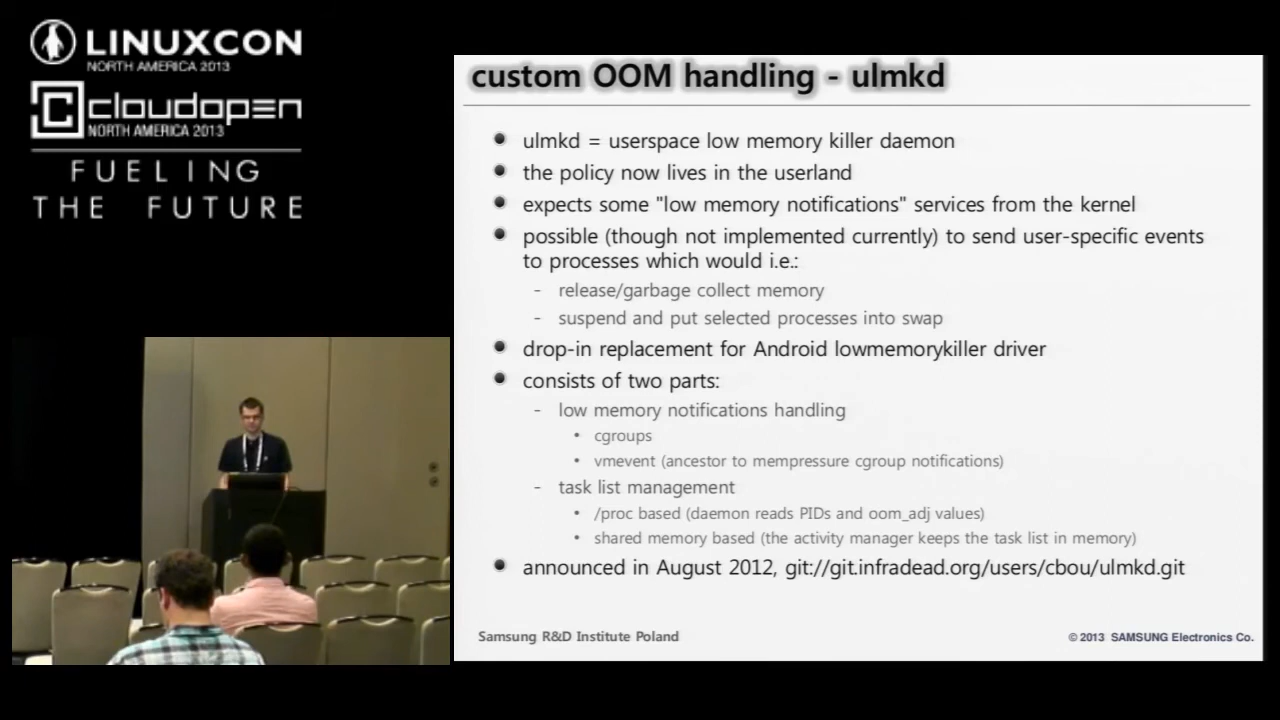 LINUXCON
NORTH AMERICA 2013
cloudopen
NORTH AMERICA 2013
FUELING
THE FUTURE
custom OOM handling - ulmkd
ulmkd = userspace low memory killer daemon
the policy now lives in the userland
expects some "low memory notifications" services from the kernel
possible (though not implemented currently) to send user-specific events
to processes which would i.e.:
- release/garbage collect memory
- suspend and put selected processes into swap
drop-in replacement for Android lowmemorykiller driver
consists of two parts:
- low memory notifications handling
• cgroups
• vmevent (ancestor to mempressure cgroup notifications)
- task list management
• /proc based (daemon reads PIDs and oom_adj values)
• shared memory based (the activity manager keeps the task list in memory)
announced in August 2012, git://git.infradead.org/users/cbou/ulmkd.git
Samsung R&D Institute Poland
© 2013 SAMSUNG Electronics Co.